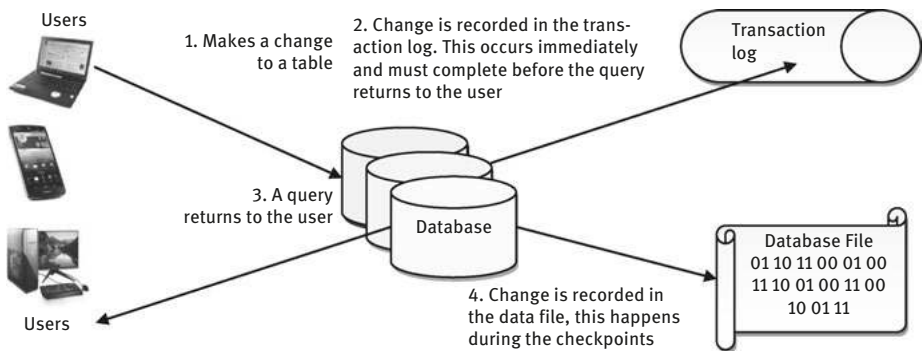 Users
1. Makes a change
to a table
2. Change is recorded in the trans-
action log. This occurs immediately
and must complete before the query
returns to the user
Transaction
log
3. A query
returns to the user
Database
Database File
01 10 11 00 01 00
11 10 01 00 11 00
10 01 11
4. Change is recorded in
the data file, this happens
during the checkpoints
Users